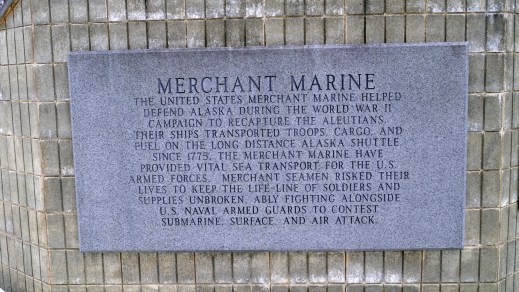 MERCHANT MARINE
THE UNITED STATES MERCHANT MARINE HELPED
DEFEND ALASKA DURING THE WORLD WAR II
CAMPAIGN TO RECAPTURE THE ALEUTIANS.
THEIR SHIPS TRANSPORTED TROOPS, CARGO, AND
FUEL ON THE LONG DISTANCE ALASKA SHUTTLE.
SINCE 1775, THE MERCHANT MARINE HAVE
PROVIDED VITAL SEA TRANSPORT FOR THE U.S.
ARMED FORCES. MERCHANT SEAMEN RISKED THEIR
LIVES TO KEEP THE LIFE-LINE OF SOLDIERS AND
SUPPLIES UNBROKEN, ABLY FIGHTING ALONGSIDE
U.S. NAVAL ARMED GUARDS TO CONTEST
SUBMARINE, SURFACE, AND AIR ATTACK.